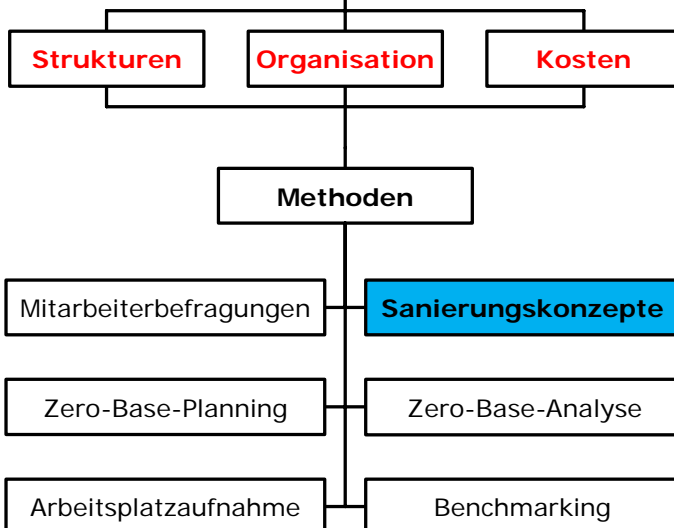 Strukturen
Organisation
Kosten
Methoden
Mitarbeiterbefragungen
Sanierungskonzepte
Zero-Base-Planning
Zero-Base-Analyse
Arbeitsplatzaufnahme
Benchmarking